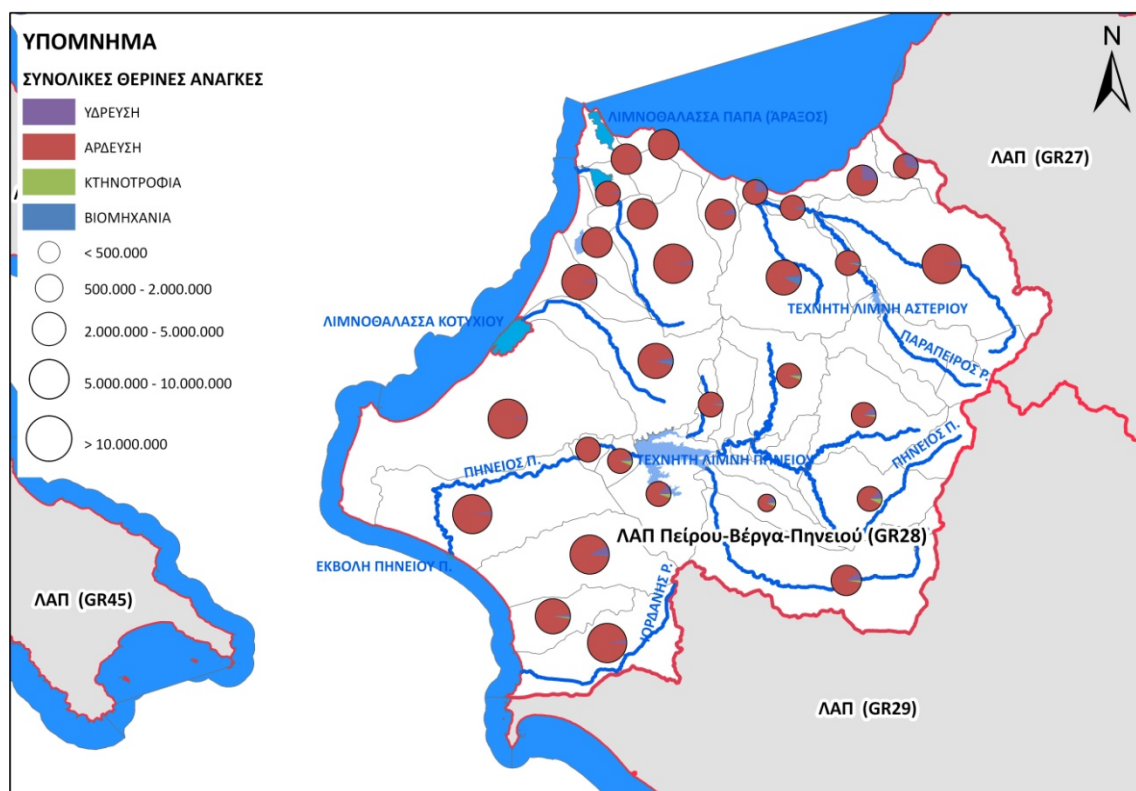 ΥΠΟΜΝΗΜΑ
ΣΥΝΟΛΙΚΕΣ ΘΕΡΙΝΕΣ ΑΝΑΓΚΕΣ
ΥΔΡΕΥΣΗ
ΑΡΔΕΥΣΗ
ΚΤΗΝΟΤΡΟΦΙΑ
ΒΙΟΜΗΧΑΝΙΑ
< 500.000
500.000 - 2.000.000
2.000.000 - 5.000.000
5.000.000 - 10.000.000
> 10.000.000
N
ΛΙΜΝΟΘΑΛΑΣΣΑ ΠΑΠΑ (ΆΡΑΞΟΣ)
ΛΑΠ (GR27)
ΤΕΧΝΗΤΗ ΛΙΜΝΗ ΑΣΤΕΡΙΟΥ
ΛΙΜΝΟΘΑΛΑΣΣΑ ΚΟΤΥΧΙΟΥ
ΠΑΡΑΠΕΙΡΟΣ Ρ.
ΠΗΝΕΙΟΣ Π.
ΤΕΧΝΗΤΗ ΛΙΜΝΗ ΠΗΝΕΙΟΥ
ΠΗΝΕΙΟΣ Π.
ΛΑΠ Πείρου-Βέργα-Πηνειού (GR28)
ΕΚΒΟΛΗ ΠΗΝΕΙΟΥ Π.
ΙΟΡΔΑΝΗΣ Ρ.
ΛΑΠ (GR45)
ΛΑΠ (GR29)